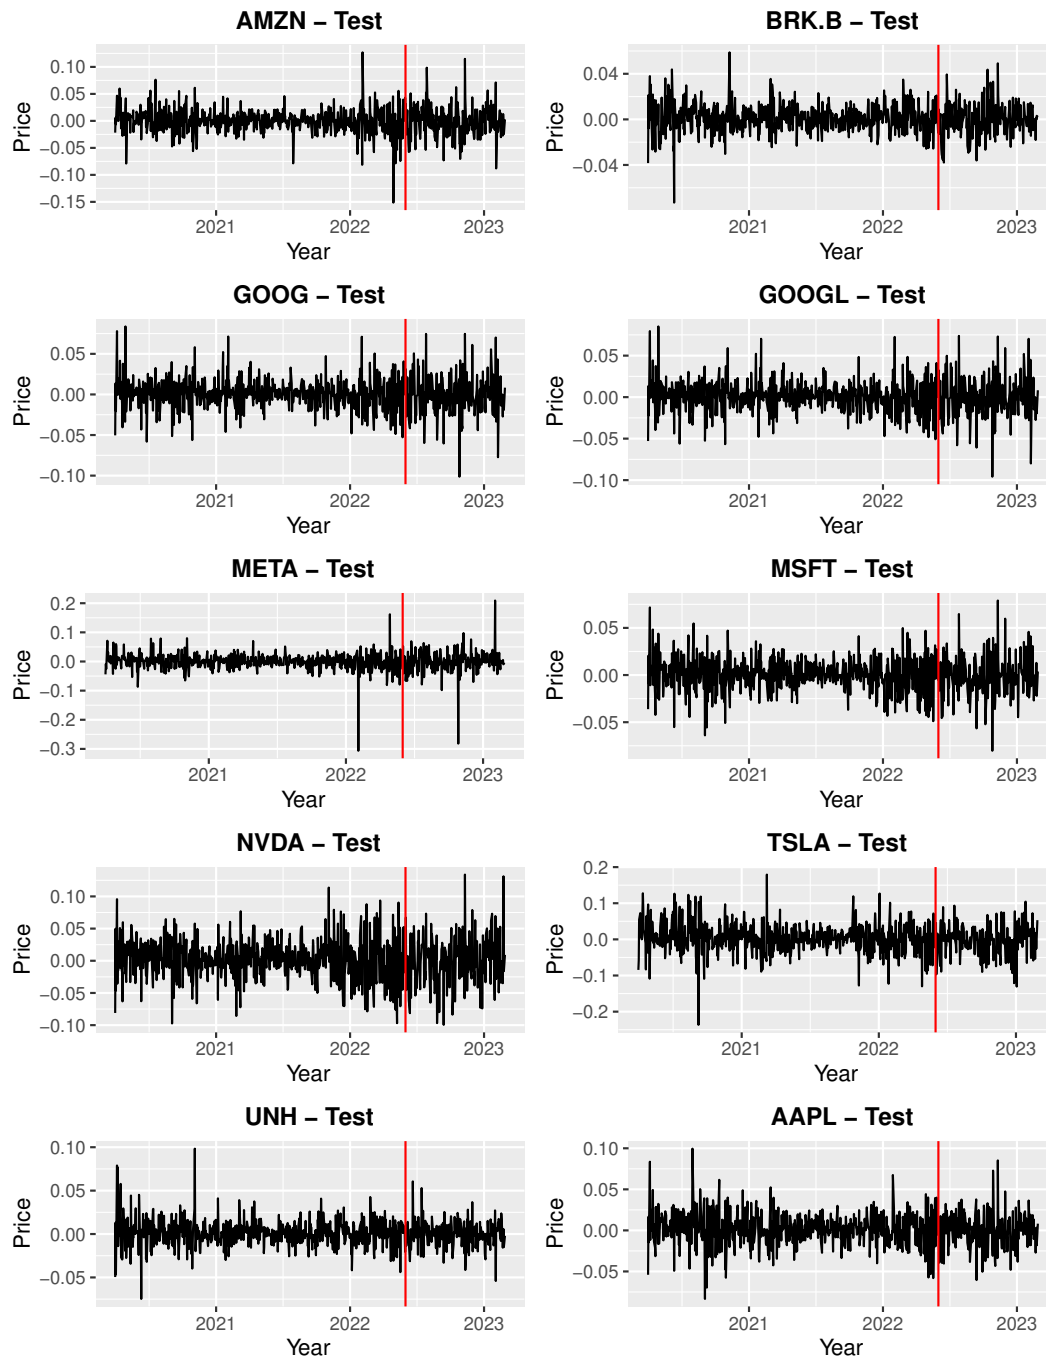 AMZN – Test
Price
0.10
0.05
0.00
−0.05
−0.10
−0.15
2021 2022 2023
Year
BRK.B – Test
Price
0.04
0.00
−0.04
2021 2022 2023
Year
GOOG – Test
Price
0.05
0.00
−0.05
−0.10
2021 2022 2023
Year
GOOGL – Test
Price
0.05
0.00
−0.05
−0.10
2021 2022 2023
Year
META – Test
Price
0.2
0.1
0.0
−0.1
−0.2
−0.3
2021 2022 2023
Year
MSFT – Test
Price
0.05
0.00
−0.05
2021 2022 2023
Year
NVDA – Test
Price
0.10
0.05
0.00
−0.05
−0.10
2021 2022 2023
Year
TSLA – Test
Price
0.2
0.1
0.0
−0.1
−0.2
2021 2022 2023
Year
UNH – Test
Price
0.10
0.05
0.00
−0.05
2021 2022 2023
Year
AAPL – Test
Price
0.10
0.05
0.00
−0.05
2021 2022 2023
Year